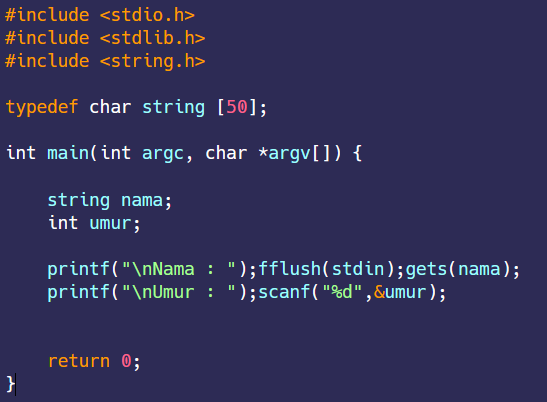 #include <stdio.h>
#include <stdlib.h>
#include <string.h>
typedef char string [50];
int main(int argc, char *argv[]) {
string nama;
int umur;
printf("\nNama : ");fflush(stdin);gets(nama);
printf("\nUmur : ");scanf("%d",&umur);
return 0;
}